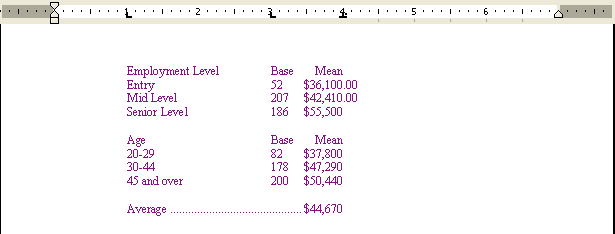 1 2 3 4 5 6
Employment Level Base Mean
Entry 52 $36,100.00
Mid Level 207 $42,410.00
Senior Level 186 $55,500
Age Base Mean
20-29 82 $37,800
30-44 178 $47,290
45 and over 200 $50,440
Average ............................................ $44,670